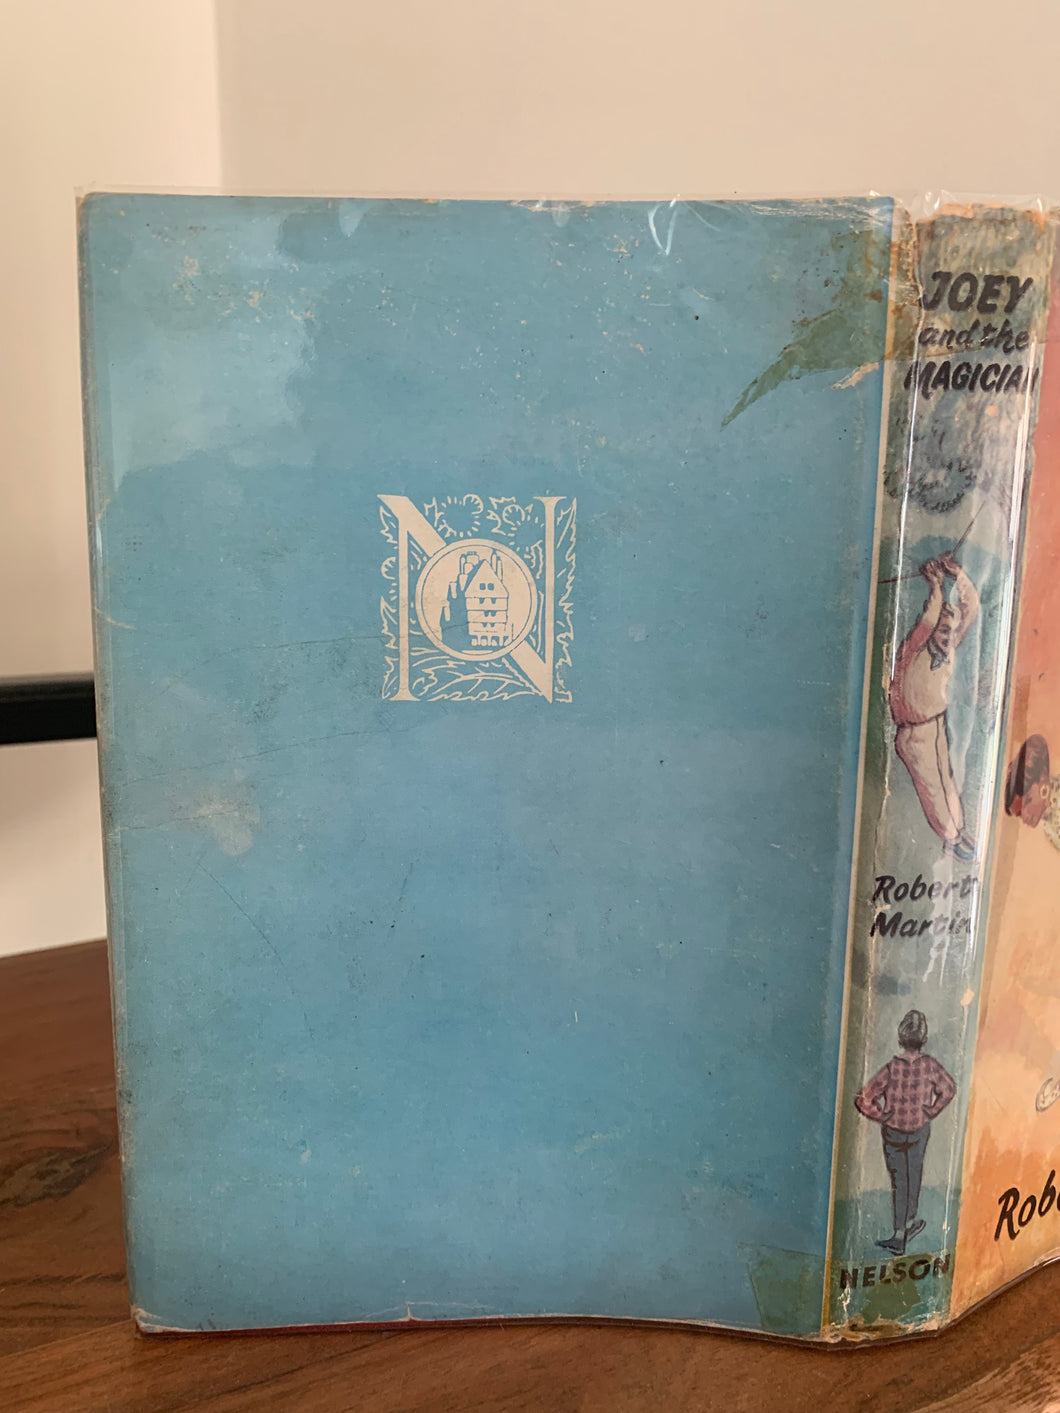 N
JOEY
and the
MAGICIAN
Robert
Martin
NELSON